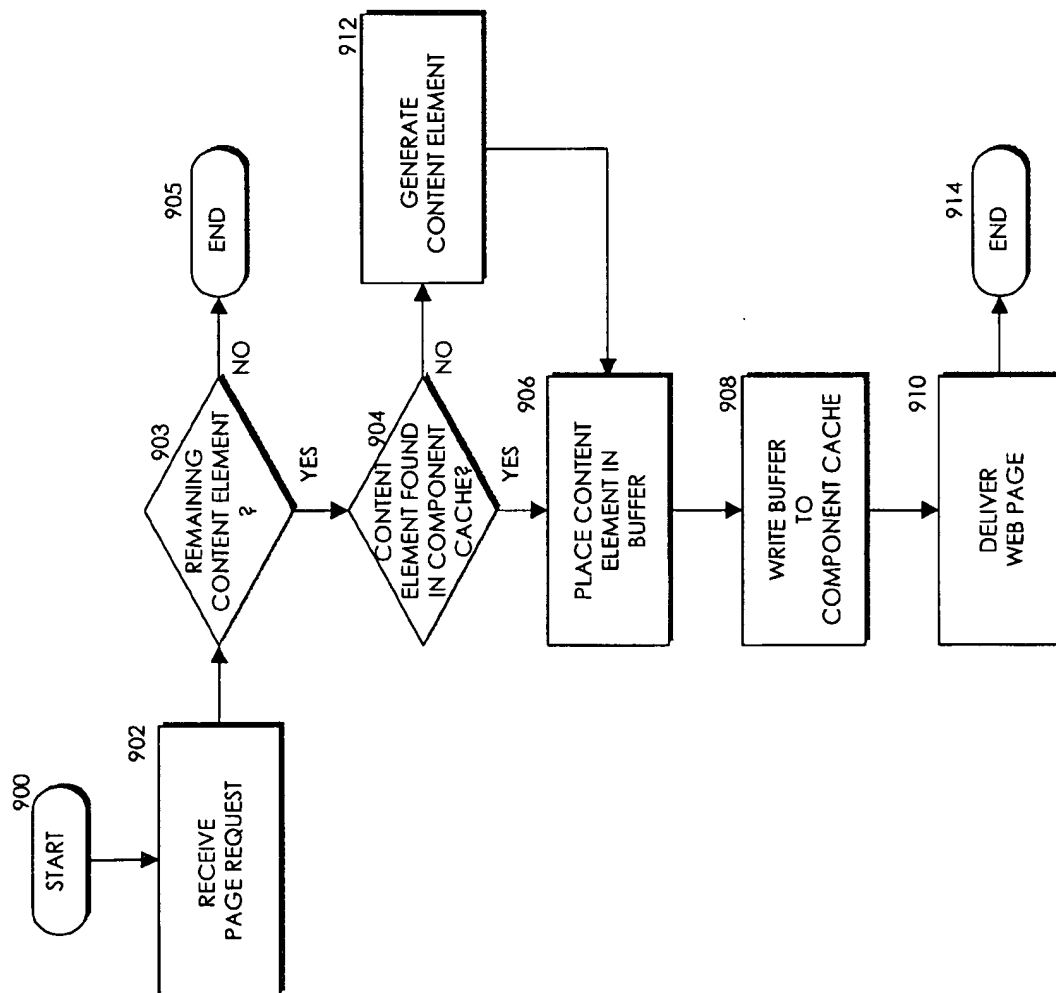 900
START
902
RECEIVE
PAGE REQUEST
903
REMAINING
CONTENT ELEMENT
?
NO
905
END
YES
904
CONTENT
ELEMENT FOUND
IN COMPONENT
CACHE?
NO
912
GENERATE
CONTENT ELEMENT
YES
906
PLACE CONTENT
ELEMENT IN
BUFFER
908
WRITE BUFFER
TO
COMPONENT CACHE
910
DELIVER
WEB PAGE
914
END